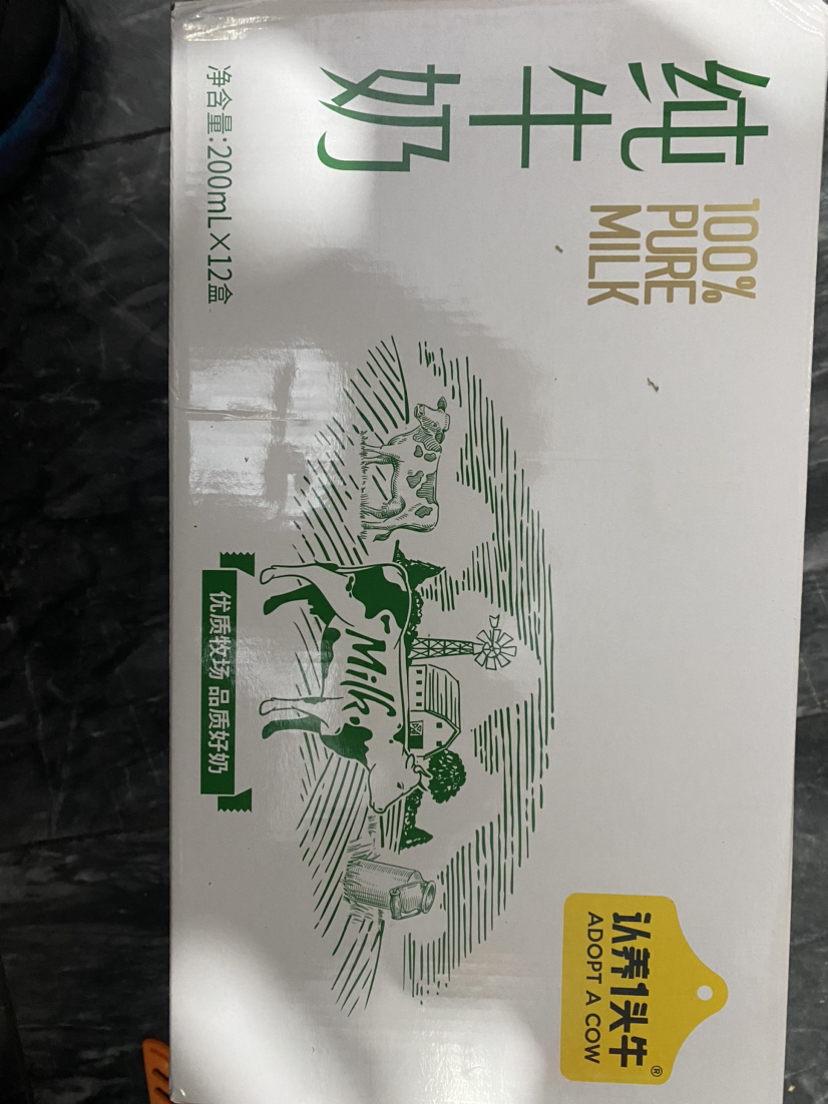 纯牛奶
100%
PURE
MILK
净含量:200mL×12盒
Milk
优质牧场 品质好奶
认养1头牛®
ADOPT A COW